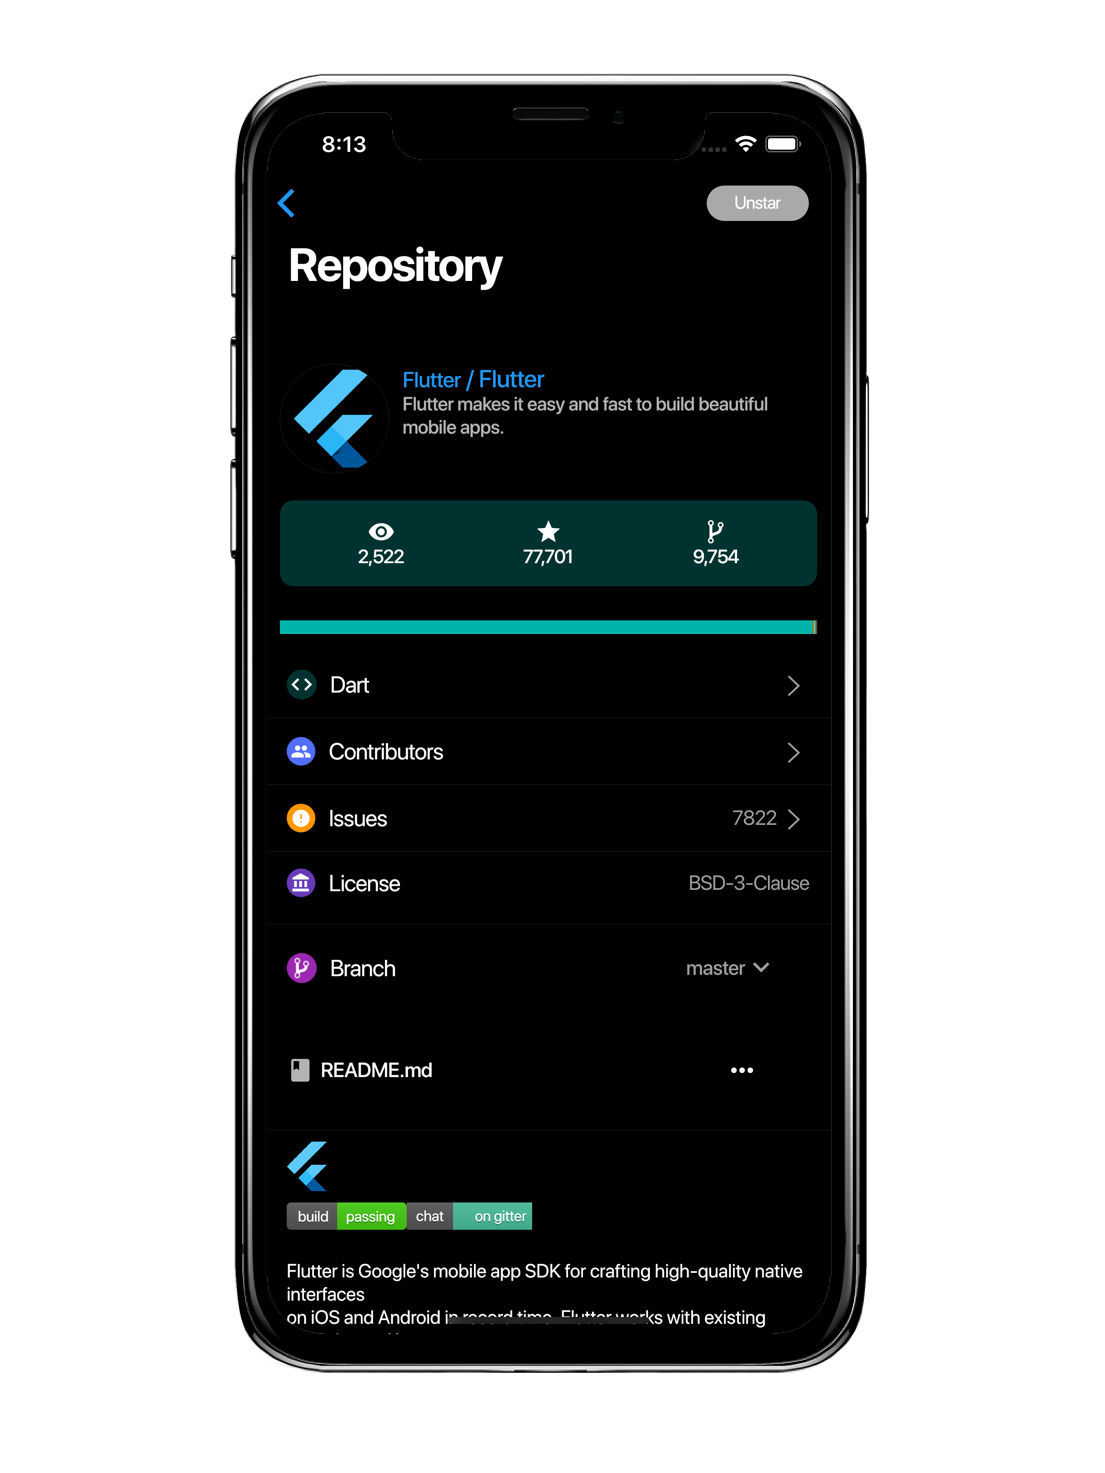 8:13
Unstar
Repository
Flutter / Flutter
Flutter makes it easy and fast to build beautiful
mobile apps.
2,522 77,701 9,754
Dart
Contributors
Issues 7822
License BSD-3-Clause
Branch master
README.md
build passing chat on gitter
Flutter is Google's mobile app SDK for crafting high-quality native
interfaces
on iOS and Android in record time. Flutter works with existing